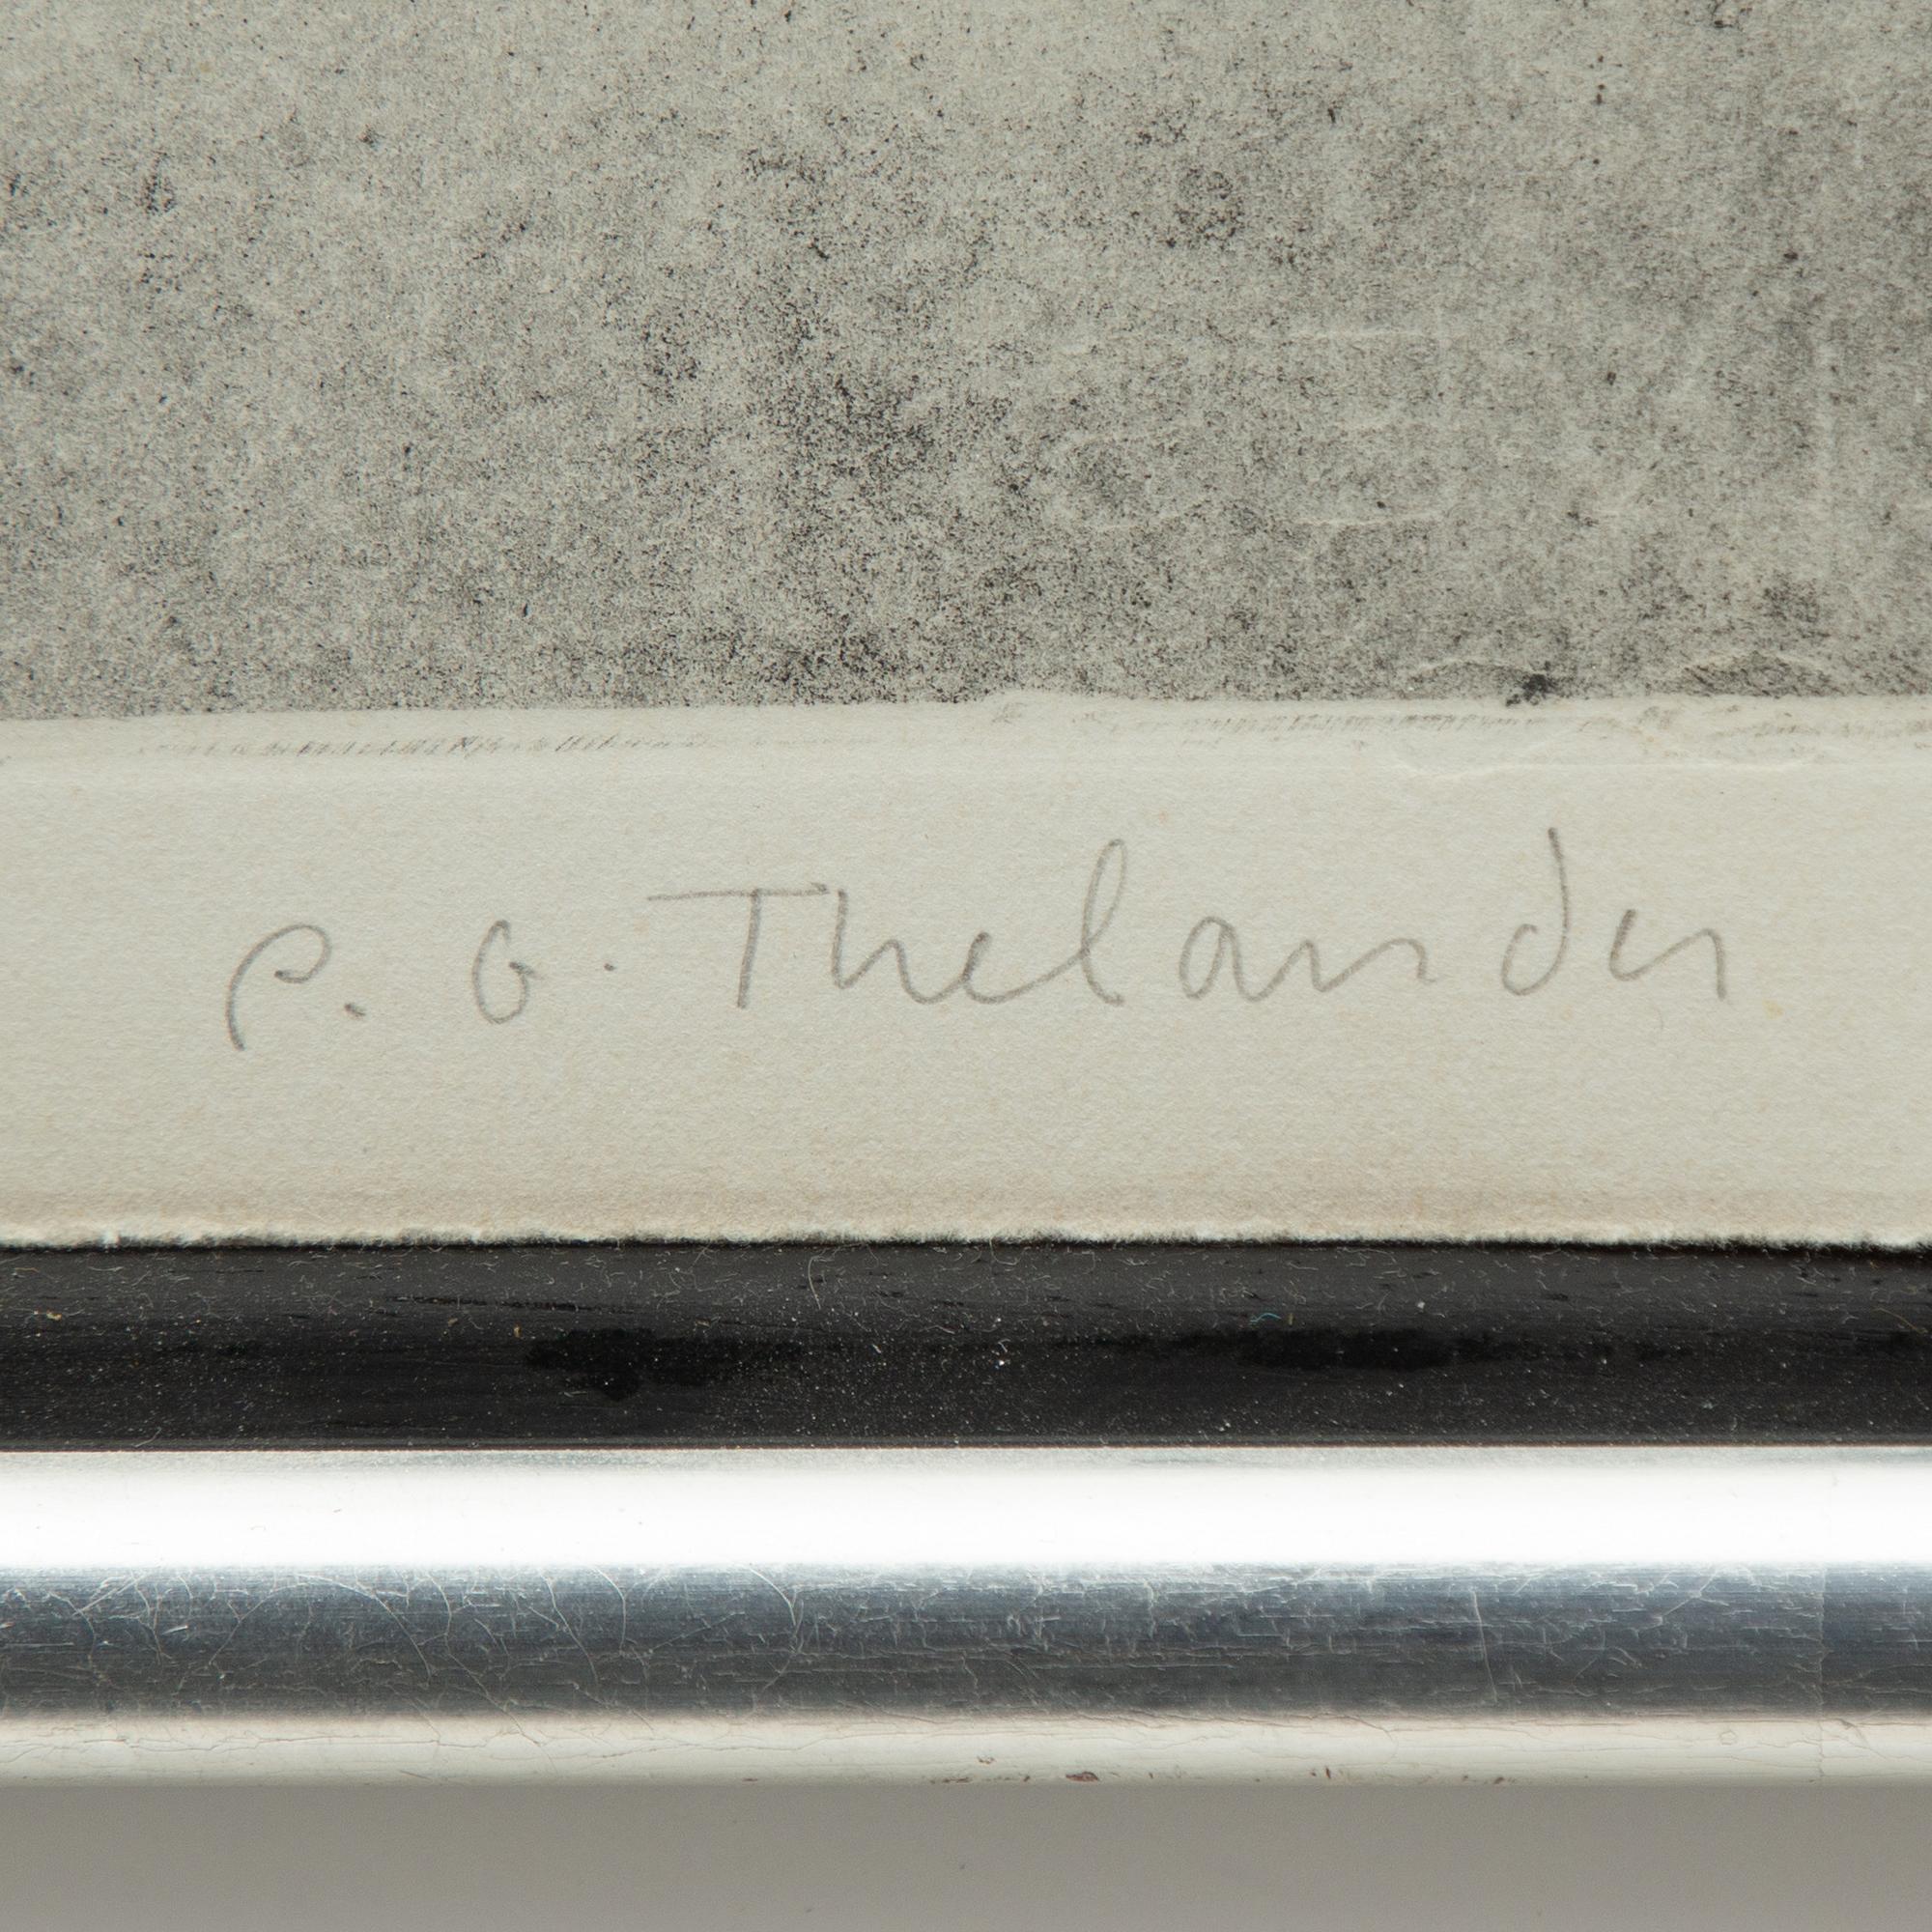 P. G. Thelander